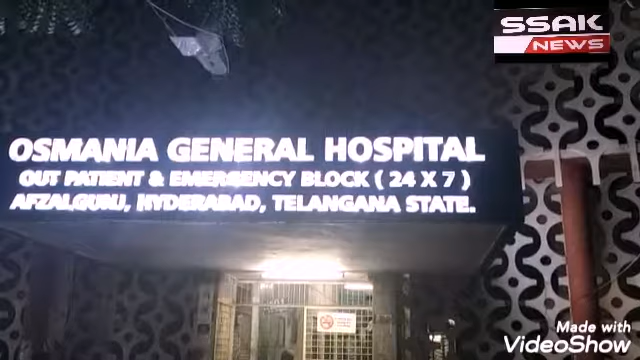 SSAK
NEWS
OSMANIA GENERAL HOSPITAL
OUT PATIENT & EMERGENCY BLOCK ( 24 X 7 )
AFZALGUNJ, HYDERABAD, TELANGANA STATE.
Made with
VideoShow